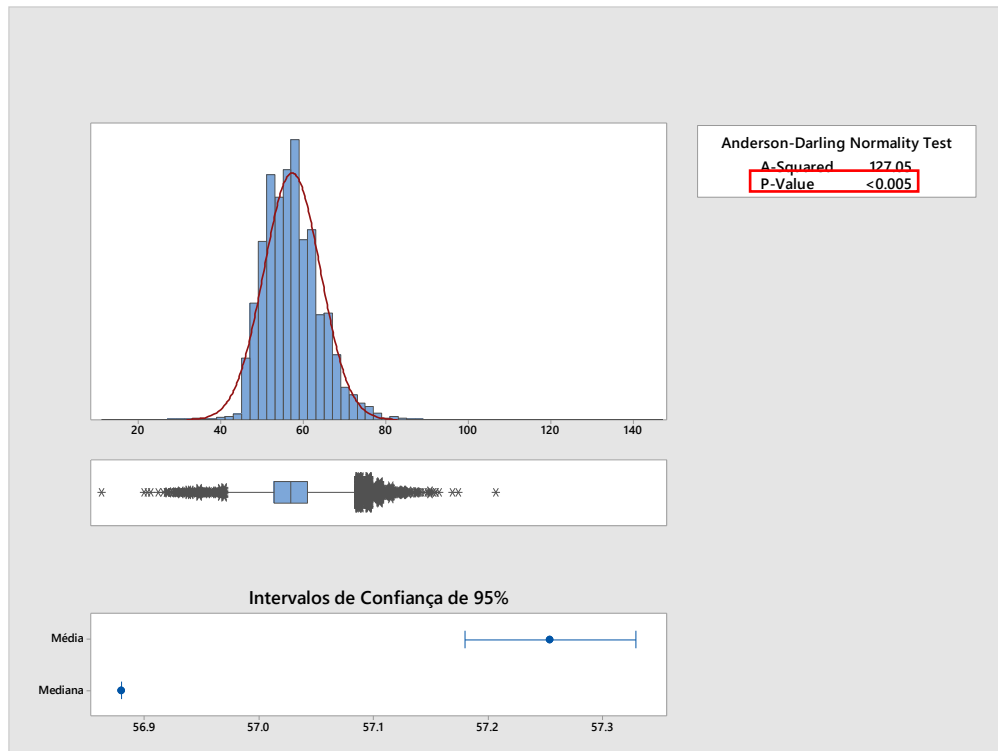 Anderson-Darling Normality Test
A-Squared 127.05
P-Value <0.005
20 40 60 80 100 120 140
Intervalos de Confiança de 95%
Média
Mediana
56.9 57.0 57.1 57.2 57.3